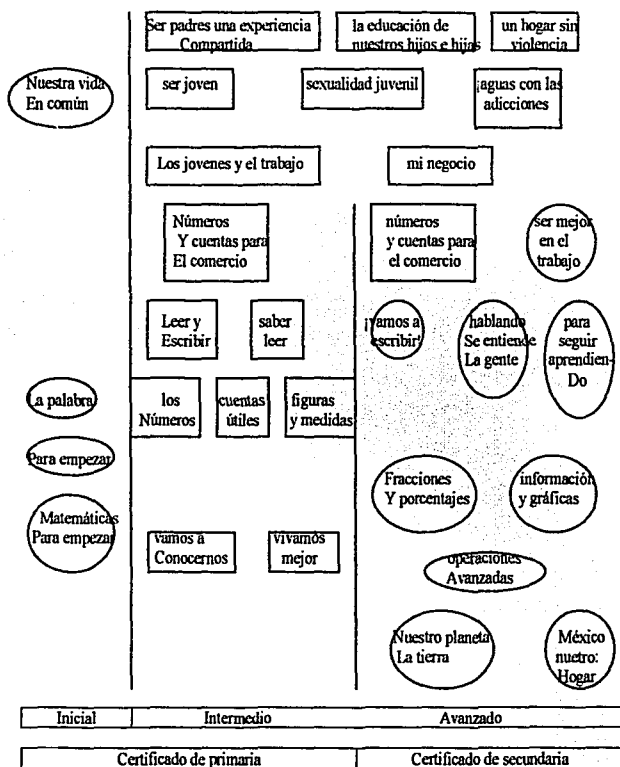 Ser padres una experiencia
Compartida
la educación de
nuestros hijos e hijas
un hogar sin
violencia
Nuestra vida
En común
ser joven
sexualidad juvenil
¡aguas con las
adicciones
Los jovenes y el trabajo
mi negocio
Números
Y cuentas para
El comercio
números
y cuentas para
el comercio
ser mejor
en el
trabajo
Leer y
Escribir
saber
leer
¡vamos a
escribir!
hablando
Se entiende
La gente
para
seguir
aprendien-
Do
La palabra
los
Números
cuentas
útiles
figuras
y medidas
Para empezar
Fracciones
Y porcentajes
información
y gráficas
Matemáticas
Para empezar
vamos a
Conocernos
vivamos
mejor
operaciones
Avanzadas
Nuestro planeta
La tierra
México
nuetro:
Hogar
Inicial
Intermedio
Avanzado
Certificado de primaria
Certificado de secundaria